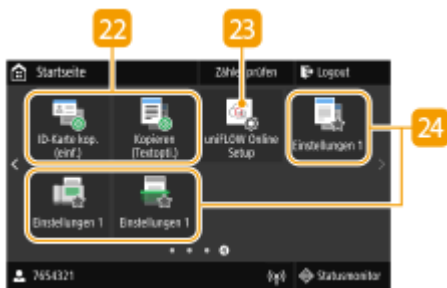 22
23
Startseite
Zähler prüfen
Logout
ID-Karte kop.
(einf.)
Kopieren
(Textopti.)
uniFLOW Online
Setup
Einstellungen 1
24
Einstellungen 1
Einstellungen 1
7654321
Statusmonitor